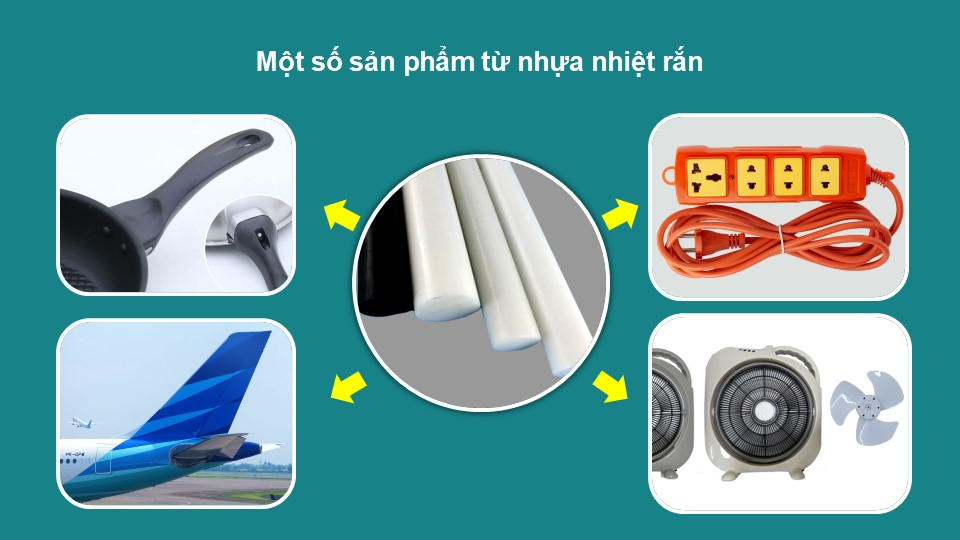 Một số sản phẩm từ nhựa nhiệt rắn